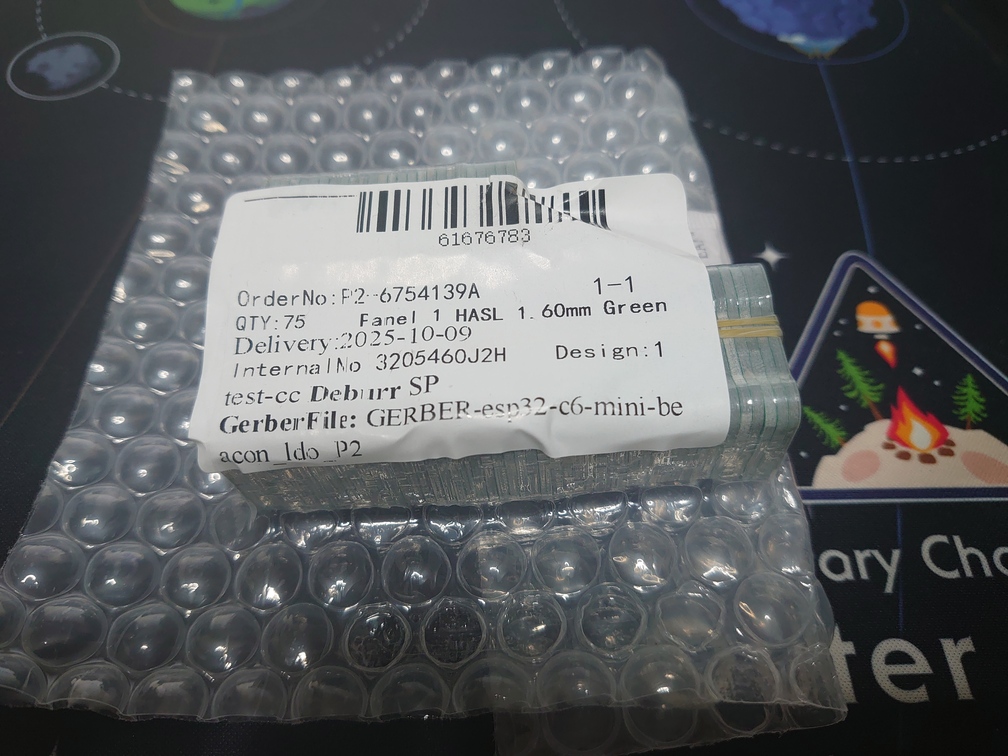 61676783
OrderNo:P2-6754139A 1-1
QTY:75 Panel 1 HASL 1.60mm Green
Delivery:2025-10-09
InternalNo 3205460J2H Design:1
test-cc Deburr SP
GerberFile: GERBER-esp32-c6-mini-be
acon_ldo_P2
ary Cha
ter